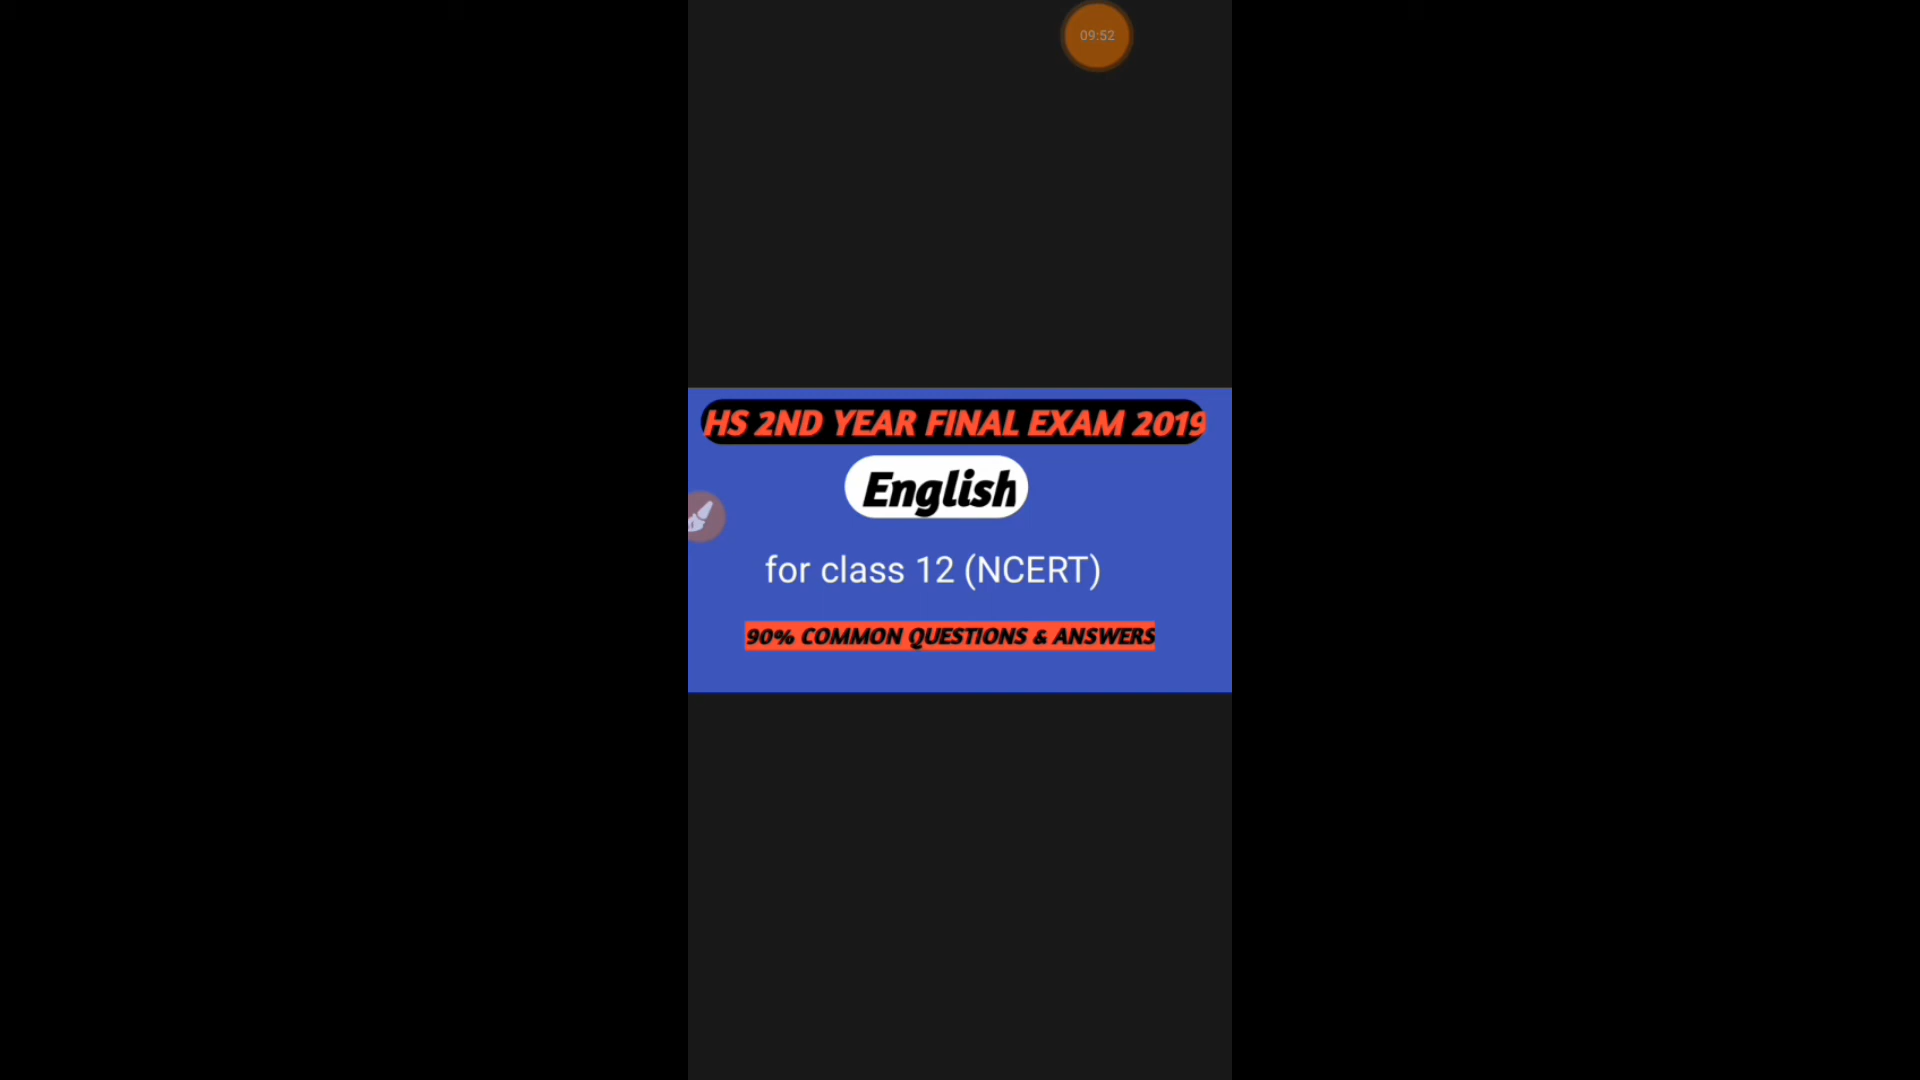 09:52
HS 2ND YEAR FINAL EXAM 2019
English
for class 12 (NCERT)
90% COMMON QUESTIONS & ANSWERS